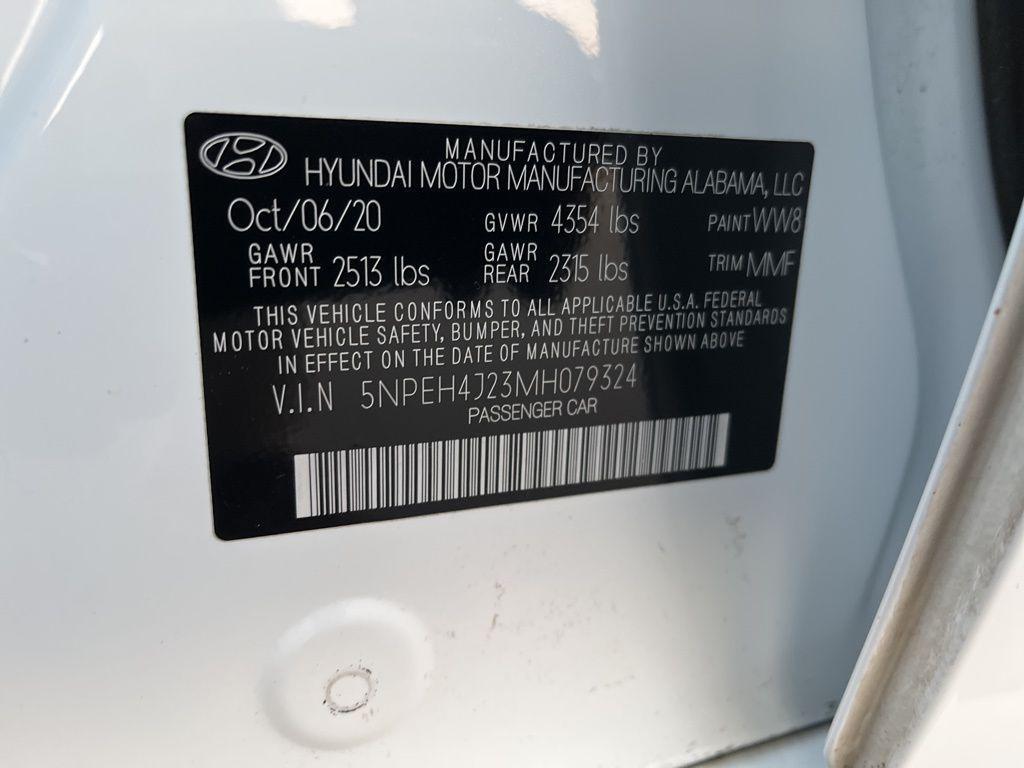 MANUFACTURED BY
HYUNDAI MOTOR MANUFACTURING ALABAMA, LLC
Oct/06/20 GVWR 4354 lbs PAINT WW8
GAWR FRONT 2513 lbs GAWR REAR 2315 lbs TRIM MMF
THIS VEHICLE CONFORMS TO ALL APPLICABLE U.S.A. FEDERAL
MOTOR VEHICLE SAFETY, BUMPER, AND THEFT PREVENTION STANDARDS
IN EFFECT ON THE DATE OF MANUFACTURE SHOWN ABOVE
V.I.N 5NPEH4J23MH079324
PASSENGER CAR